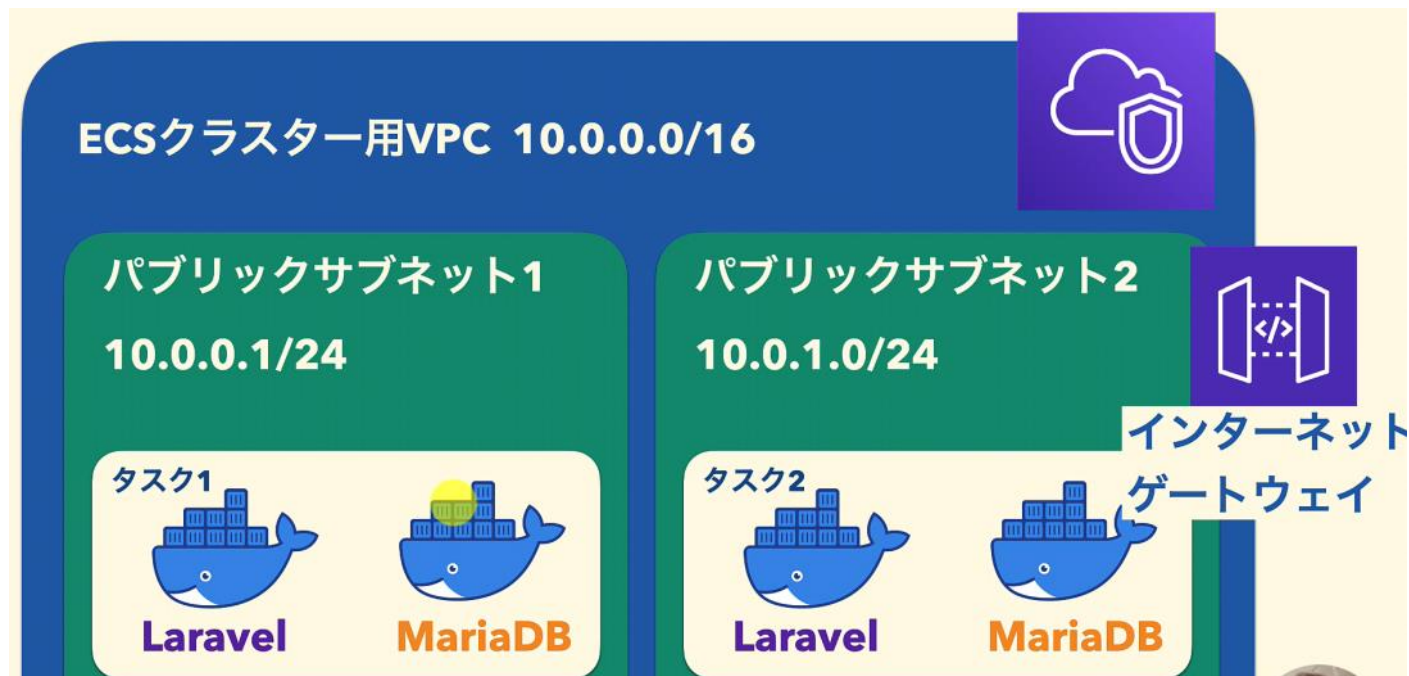 ECSクラスター用VPC 10.0.0.0/16
パブリックサブネット1
10.0.0.1/24
タスク1
Laravel
MariaDB
パブリックサブネット2
10.0.1.0/24
タスク2
Laravel
MariaDB
</>
インターネット
ゲートウェイ